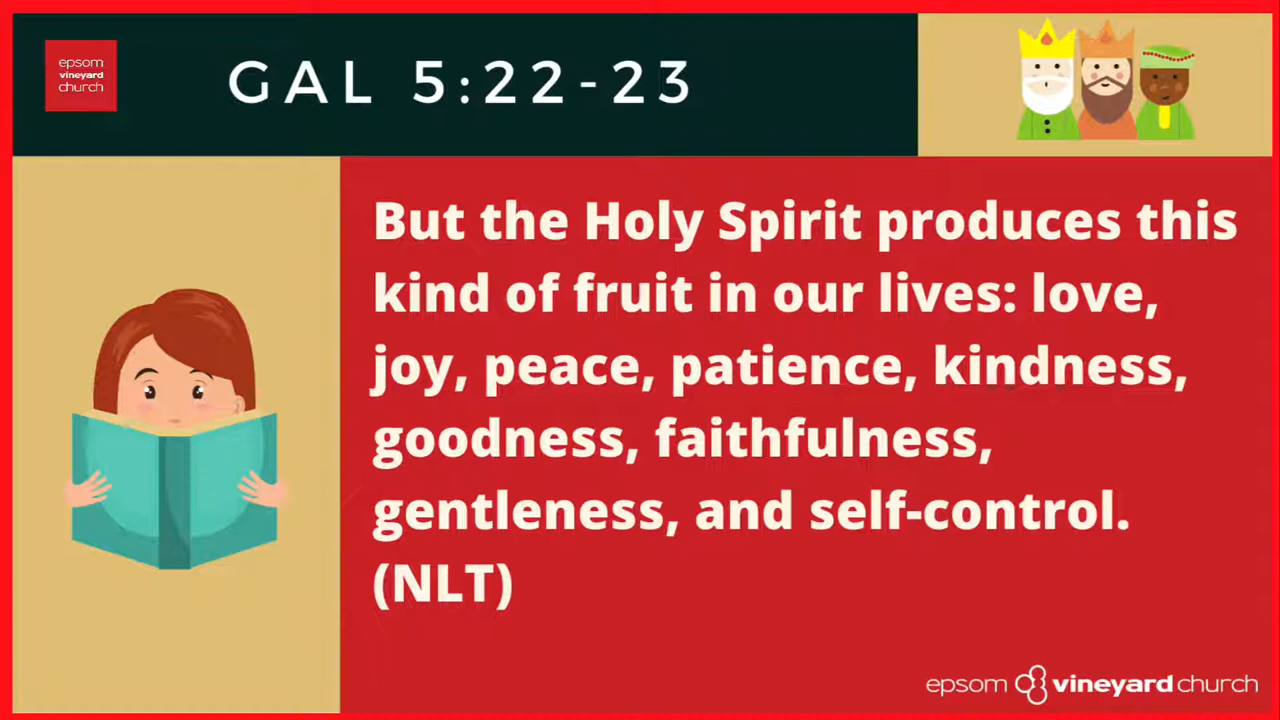 epsom
vineyard
church
GAL 5:22-23
But the Holy Spirit produces this
kind of fruit in our lives: love,
joy, peace, patience, kindness,
goodness, faithfulness,
gentleness, and self-control.
(NLT)
epsom vineyard church